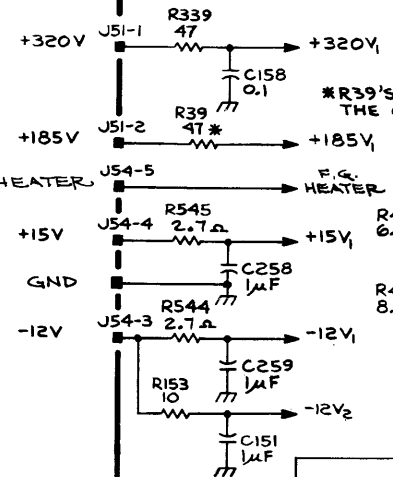 R339
47
+320V J51-1 +320V₁
C158
0.1
*R39'S
THE
R39
47 *
+185V J51-2 +185V₁
HEATER J54-5 F.G.
HEATER
R545
2.7Ω
+15V J54-4 +15V₁
C258
1μF
GND
R544
2.7Ω
-12V J54-3 -12V₁
C259
1μF
R153
10
-12V₂
C151
1μF